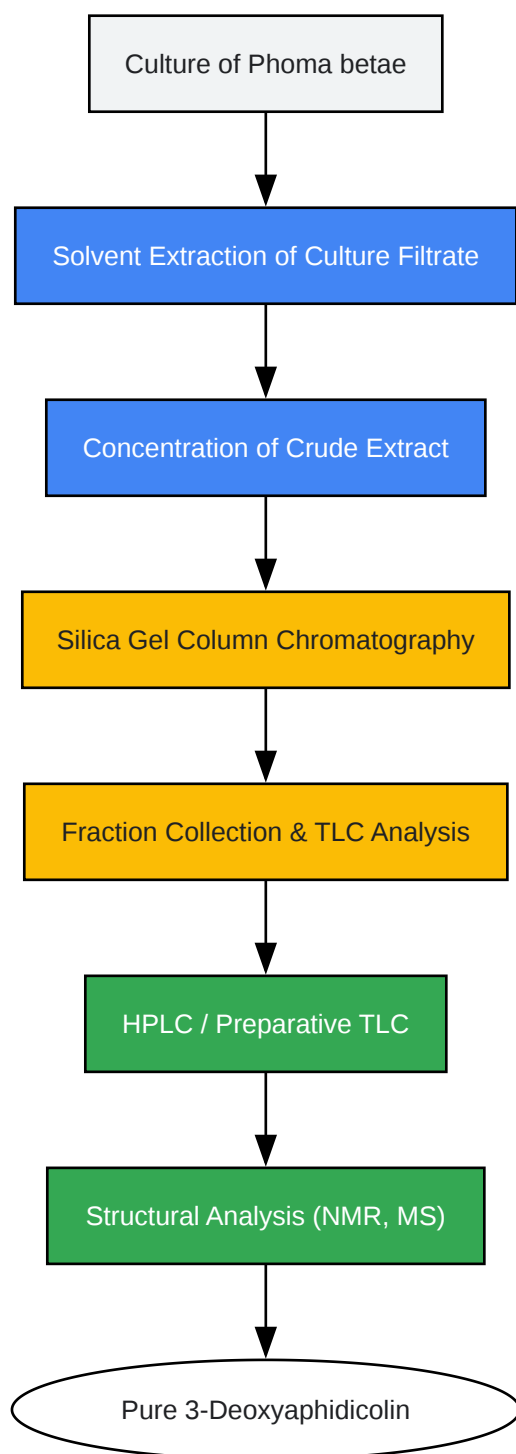 Culture of Phoma betae
Solvent Extraction of Culture Filtrate
Concentration of Crude Extract
Silica Gel Column Chromatography
Fraction Collection & TLC Analysis
HPLC / Preparative TLC
Structural Analysis (NMR, MS)
Pure 3-Deoxyaphidicolin